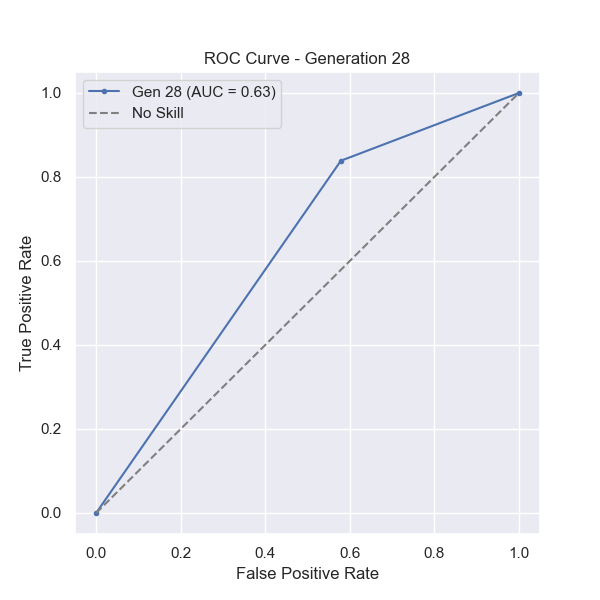 ROC Curve - Generation 28
Gen 28 (AUC = 0.63)
No Skill
True Positive Rate
1.0
0.8
0.6
0.4
0.2
0.0
0.0 0.2 0.4 0.6 0.8 1.0
False Positive Rate